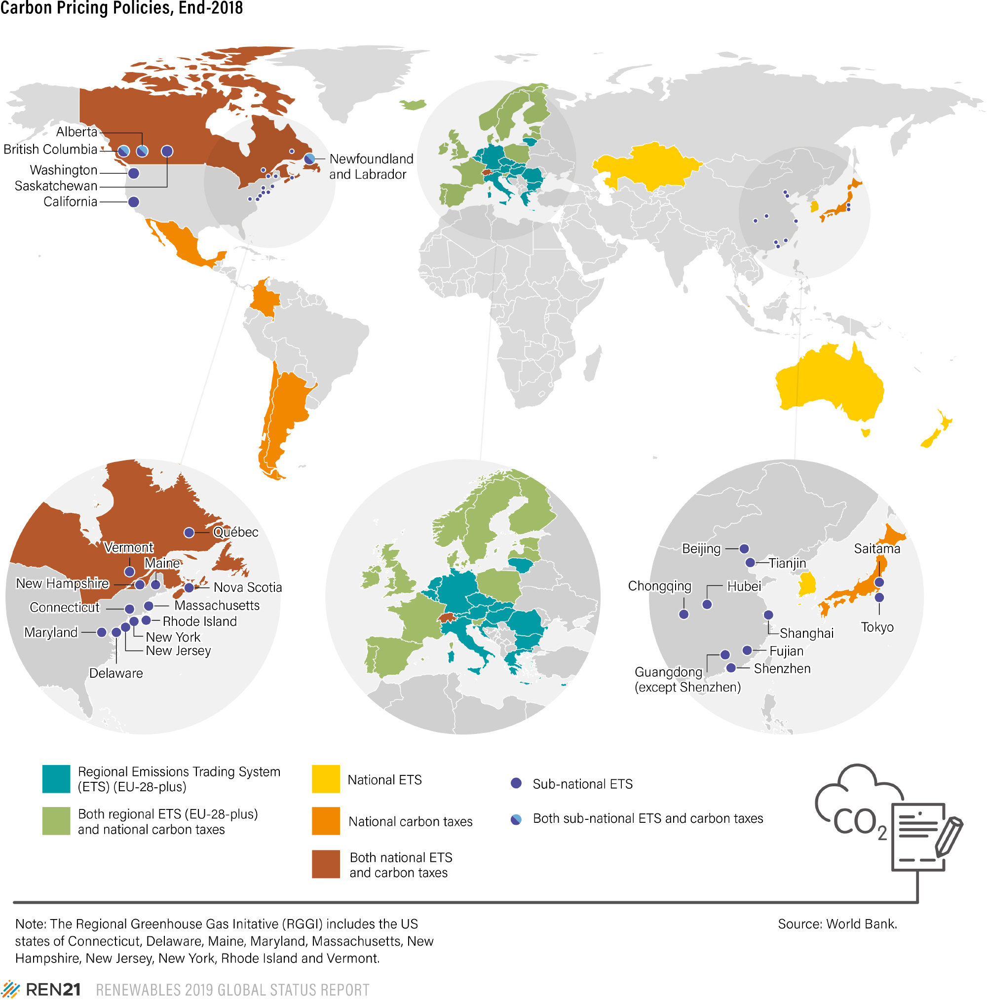 Carbon Pricing Policies, End-2018
Alberta
British Columbia
Washington
Saskatchewan
California
Newfoundland
and Labrador
Québec
Vermont
Maine
New Hampshire
Nova Scotia
Connecticut
Massachusetts
Rhode Island
Maryland
New York
New Jersey
Delaware
Beijing
Saitama
Tianjin
Chongqing
Hubei
Tokyo
Shanghai
Fujian
Guangdong
(except Shenzhen)
Shenzhen
Regional Emissions Trading System
(ETS) (EU-28-plus)
Both regional ETS (EU-28-plus)
and national carbon taxes
National ETS
National carbon taxes
Both national ETS
and carbon taxes
Sub-national ETS
Both sub-national ETS and carbon taxes
CO2
Note: The Regional Greenhouse Gas Initative (RGGI) includes the US
states of Connecticut, Delaware, Maine, Maryland, Massachusetts, New
Hampshire, New Jersey, New York, Rhode Island and Vermont.
Source: World Bank.
REN21 RENEWABLES 2019 GLOBAL STATUS REPORT